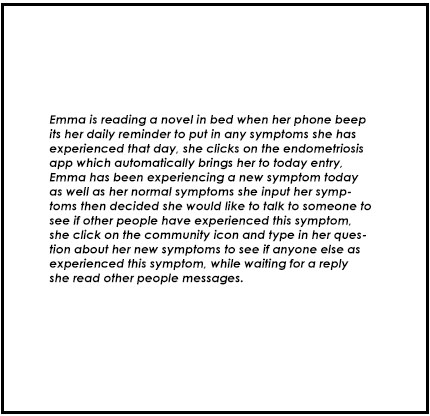 Emma is reading a novel in bed when her phone beep
its her daily reminder to put in any symptoms she has
experienced that day, she clicks on the endometriosis
app which automatically brings her to today entry,
Emma has been experiencing a new symptom today
as well as her normal symptoms she input her symp-
toms then decided she would like to talk to someone to
see if other people have experienced this symptom,
she click on the community icon and type in her ques-
tion about her new symptoms to see if anyone else as
experienced this symptom, while waiting for a reply
she read other people messages.